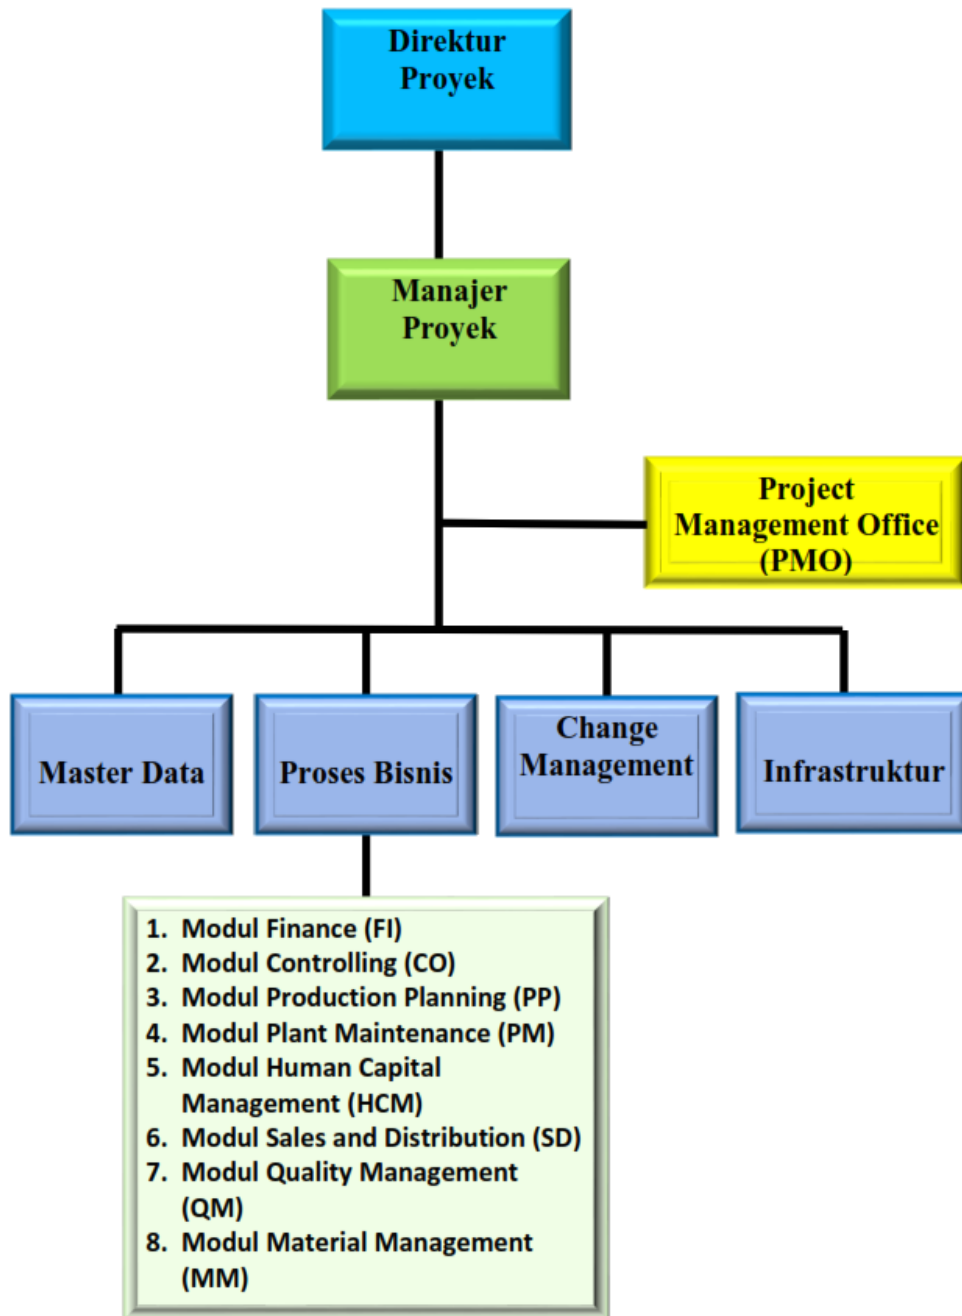 Direktur
Proyek
Manajer
Proyek
Project
Management Office
(PMO)
Master Data
Proses Bisnis
Change
Management
Infrastruktur
1. Modul Finance (FI)
2. Modul Controlling (CO)
3. Modul Production Planning (PP)
4. Modul Plant Maintenance (PM)
5. Modul Human Capital
Management (HCM)
6. Modul Sales and Distribution (SD)
7. Modul Quality Management
(QM)
8. Modul Material Management
(MM)